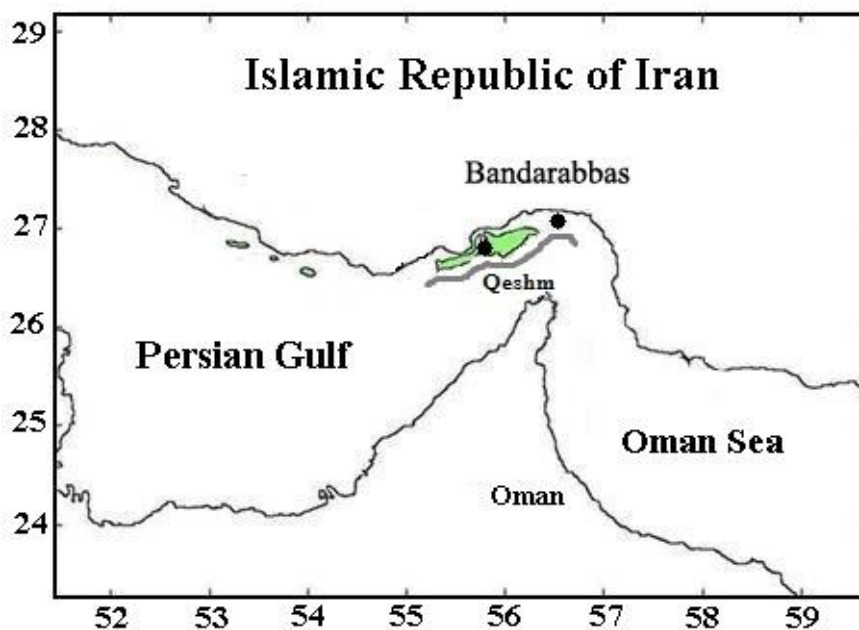 29
Islamic Republic of Iran
28
Bandarabbas
27
Qeshm
26
Persian Gulf
25
Oman Sea
Oman
24
52 53 54 55 56 57 58 59